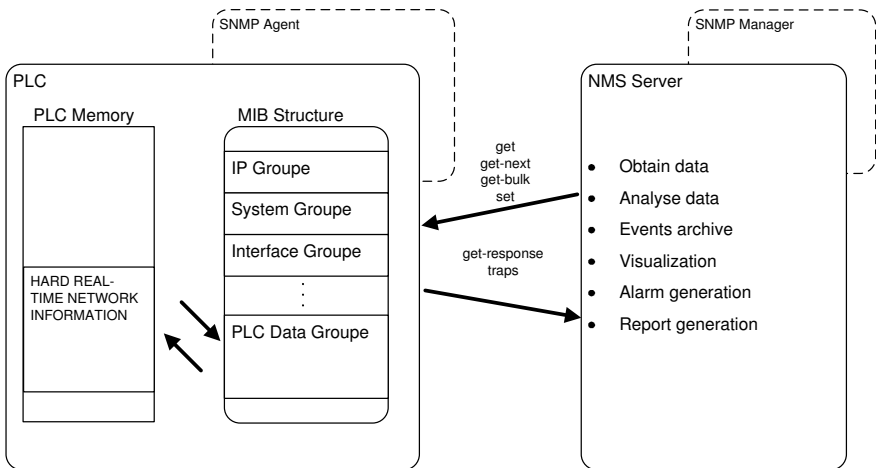 SNMP Agent
SNMP Manager
PLC
NMS Server
PLC Memory
MIB Structure
IP Groupe
System Groupe
Interface Groupe
PLC Data Groupe
HARD REAL-
TIME NETWORK
INFORMATION
get
get-next
get-bulk
set
get-response
traps
• Obtain data
• Analyse data
• Events archive
• Visualization
• Alarm generation
• Report generation